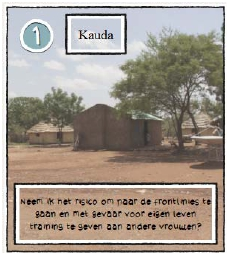 1
Kauda
Neem ik het risico om naar de frontlinies te
gaan en met gevaar voor eigen leven
training te geven aan andere vrouwen?